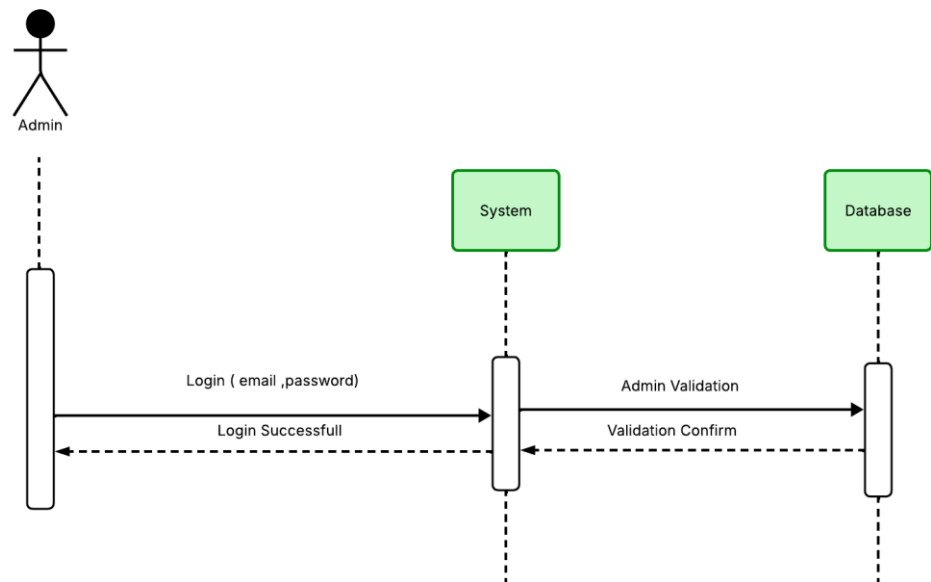 Admin
System
Database
Login ( email ,password)
Admin Validation
Login Successfull
Validation Confirm